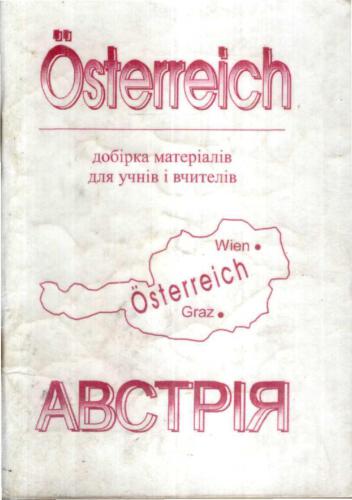 Österreich
добірка матеріалів
для учнів і вчителів
Wien
Österreich
Graz
АВСТРІЯ